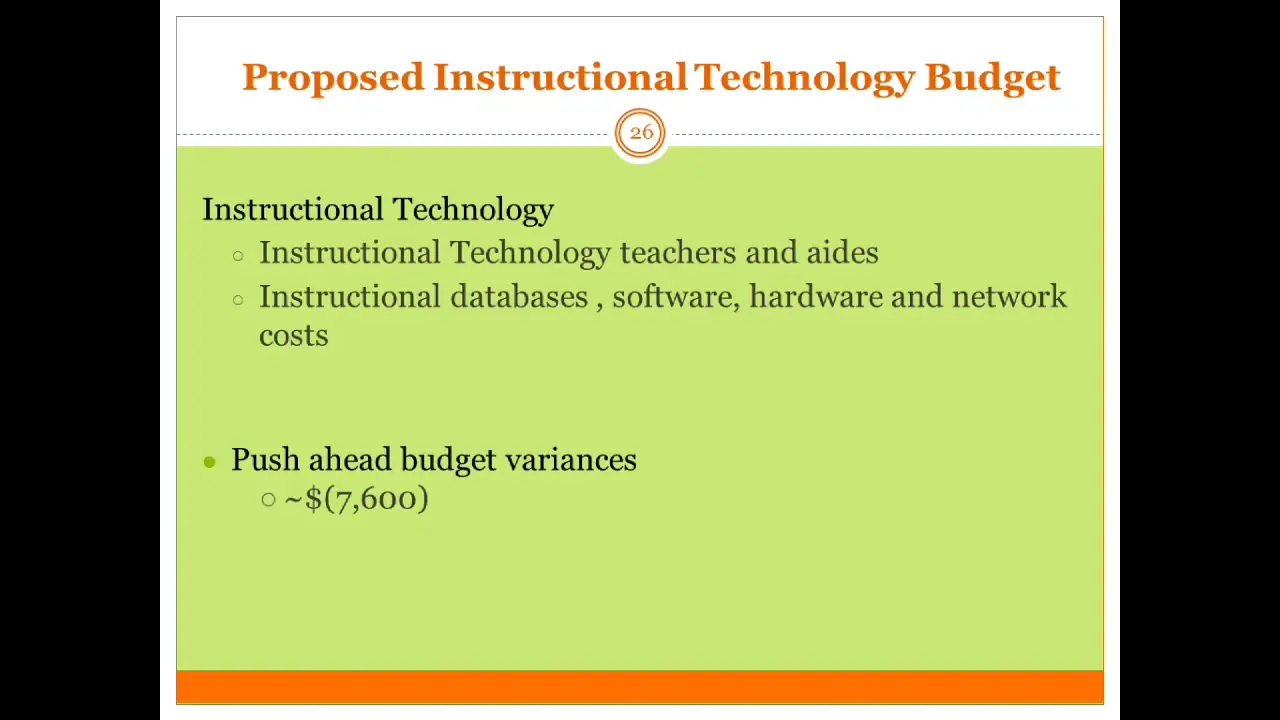 Proposed Instructional Technology Budget
26
Instructional Technology
○ Instructional Technology teachers and aides
○ Instructional databases , software, hardware and network
costs
● Push ahead budget variances
○ ~$(7,600)